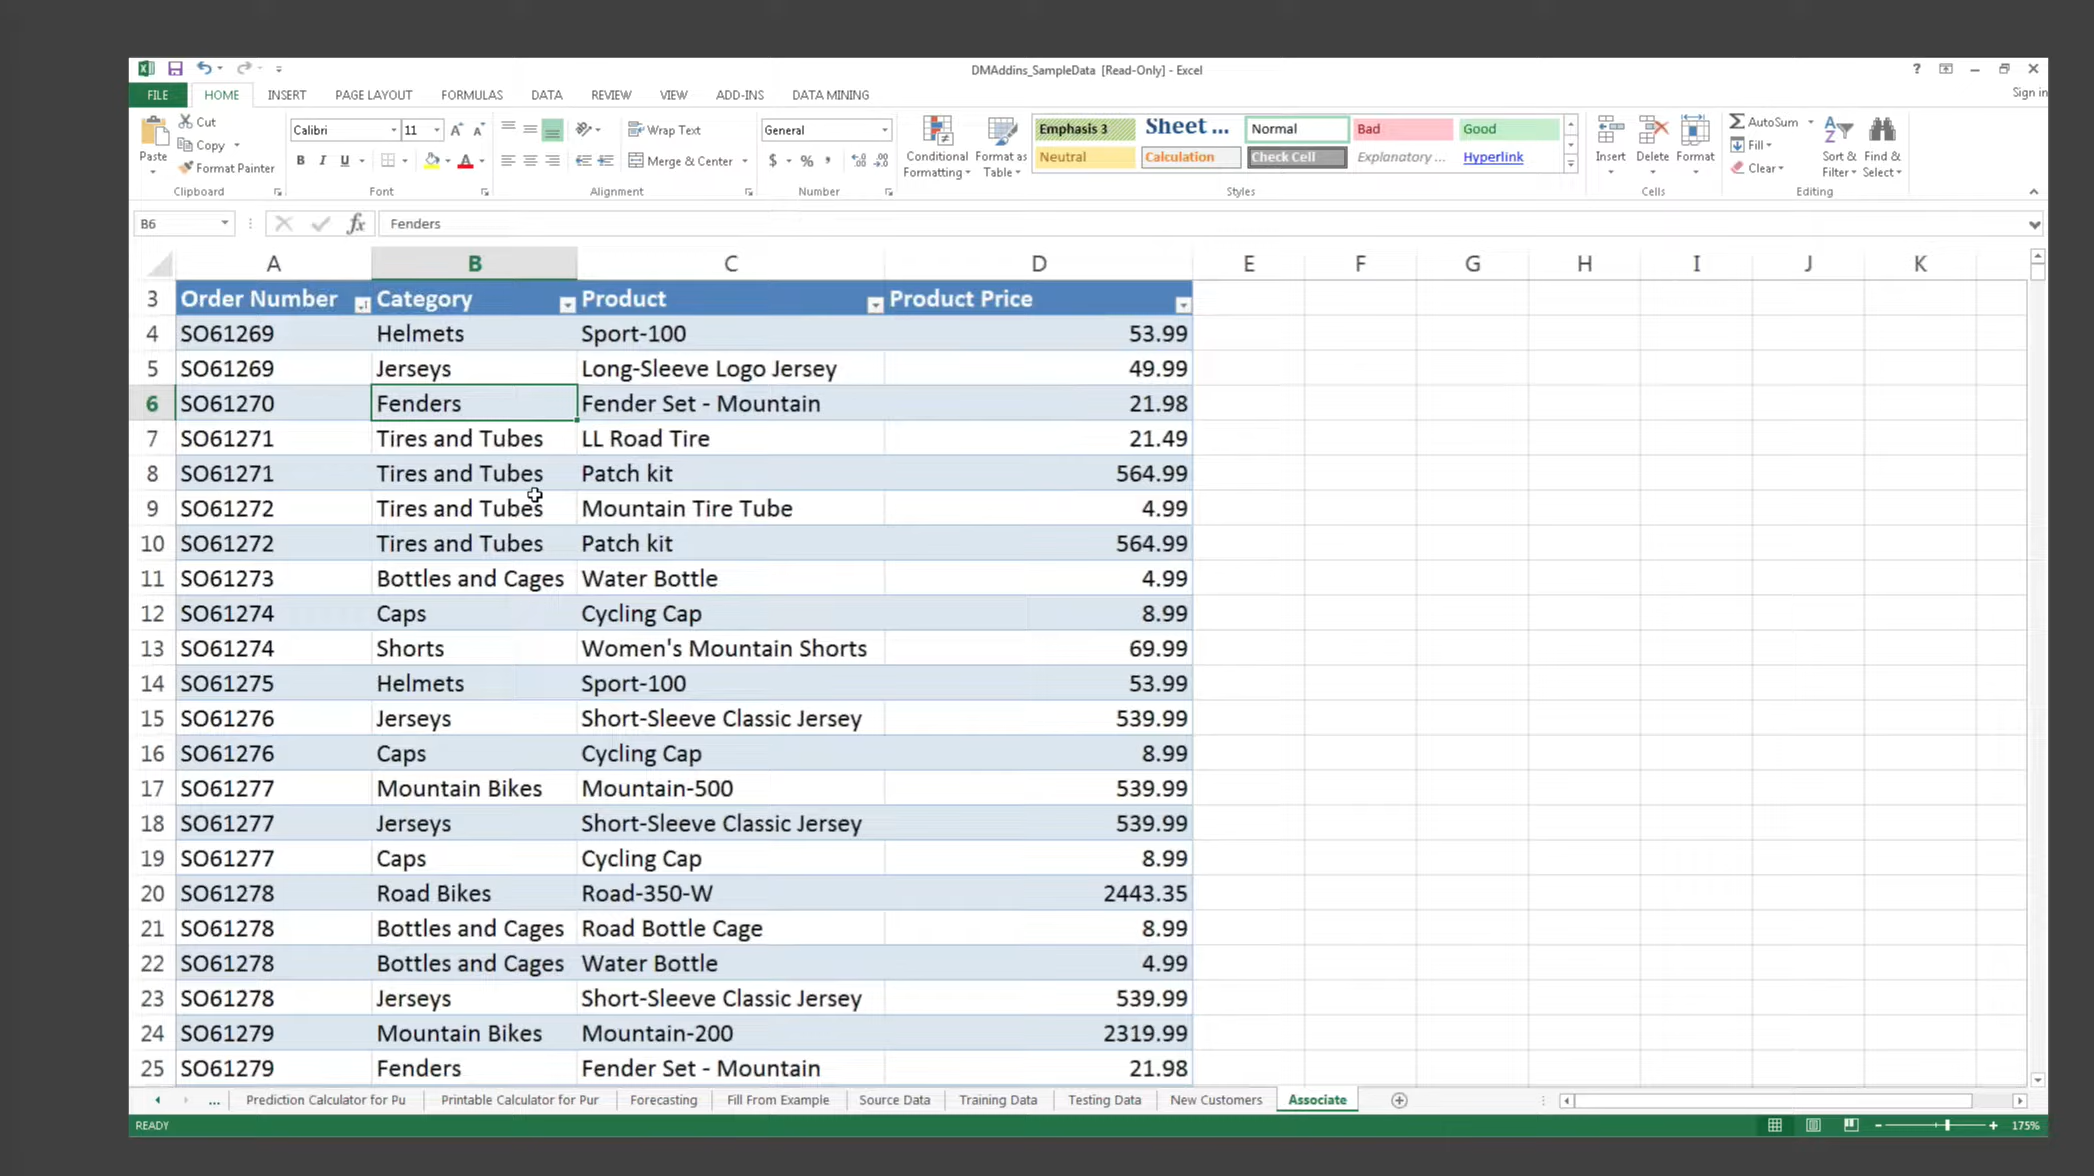 DMAddins_SampleData [Read-Only] - Excel
Sign in
FILE HOME INSERT PAGE LAYOUT FORMULAS DATA REVIEW VIEW ADD-INS DATA MINING
Paste
Cut
Copy
Format Painter
Clipboard
Calibri 11
B I U A
Font
Wrap Text
Merge & Center
Alignment
General
$ % ,
Number
Conditional Formatting
Format as Table
Emphasis 3 Sheet ... Normal Bad Good
Neutral Calculation Check Cell Explanatory ... Hyperlink
Styles
Insert Delete Format
Cells
AutoSum
Fill
Clear
Sort & Filter
Find & Select
Editing
B6 fx Fenders
A B C D E F G H I J K
3 Order Number Category Product Product Price
4 SO61269 Helmets Sport-100 53.99
5 SO61269 Jerseys Long-Sleeve Logo Jersey 49.99
6 SO61270 Fenders Fender Set - Mountain 21.98
7 SO61271 Tires and Tubes LL Road Tire 21.49
8 SO61271 Tires and Tubes Patch kit 564.99
9 SO61272 Tires and Tubes Mountain Tire Tube 4.99
10 SO61272 Tires and Tubes Patch kit 564.99
11 SO61273 Bottles and Cages Water Bottle 4.99
12 SO61274 Caps Cycling Cap 8.99
13 SO61274 Shorts Women's Mountain Shorts 69.99
14 SO61275 Helmets Sport-100 53.99
15 SO61276 Jerseys Short-Sleeve Classic Jersey 539.99
16 SO61276 Caps Cycling Cap 8.99
17 SO61277 Mountain Bikes Mountain-500 539.99
18 SO61277 Jerseys Short-Sleeve Classic Jersey 539.99
19 SO61277 Caps Cycling Cap 8.99
20 SO61278 Road Bikes Road-350-W 2443.35
21 SO61278 Bottles and Cages Road Bottle Cage 8.99
22 SO61278 Bottles and Cages Water Bottle 4.99
23 SO61278 Jerseys Short-Sleeve Classic Jersey 539.99
24 SO61279 Mountain Bikes Mountain-200 2319.99
25 SO61279 Fenders Fender Set - Mountain 21.98
... Prediction Calculator for Pu Printable Calculator for Pur Forecasting Fill From Example Source Data Training Data Testing Data New Customers Associate
READY 175%